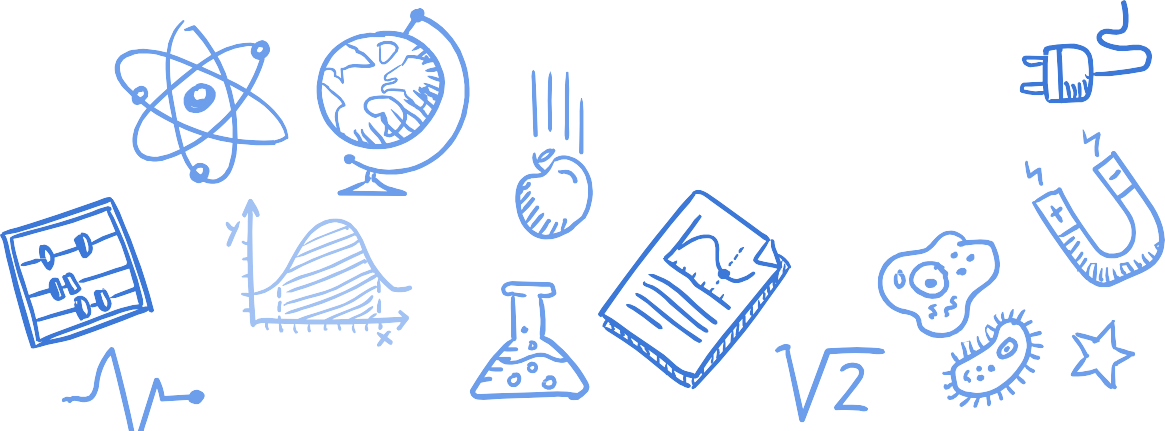 y
x
- +
√2